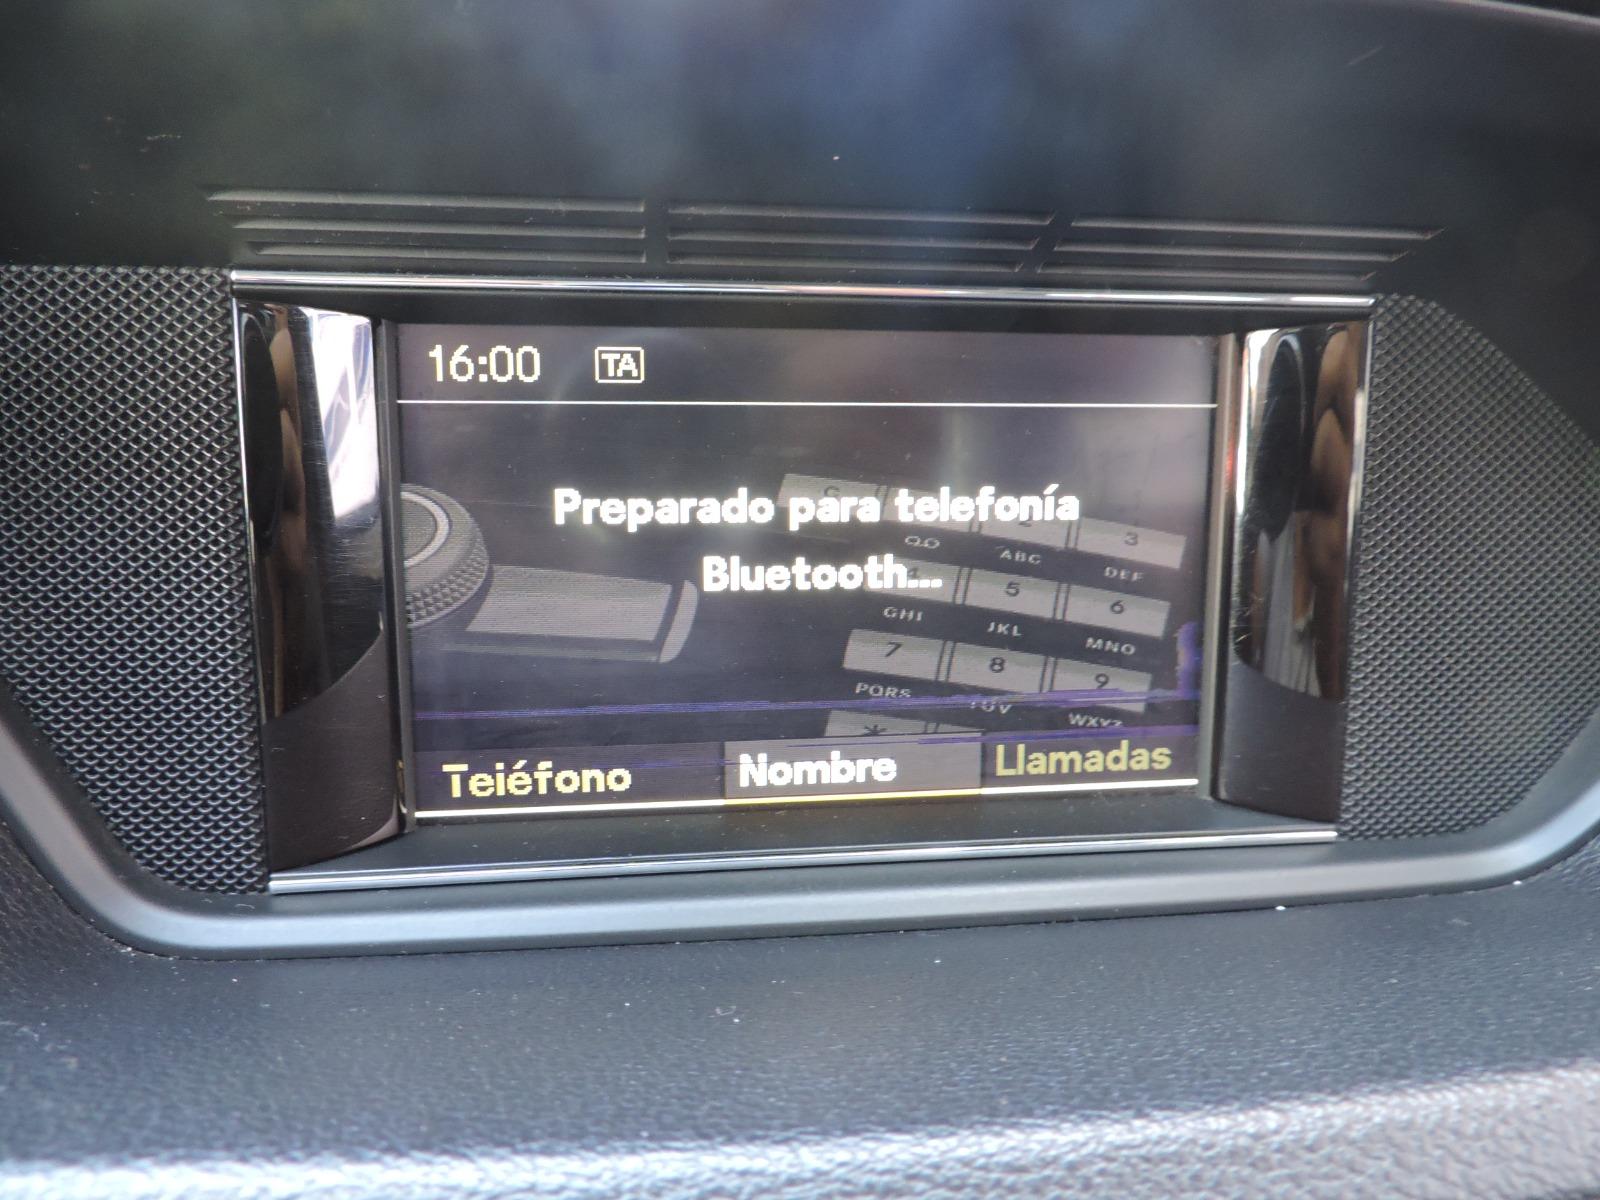 16:00 TA
Preparado para telefonía
Bluetooth...
3
QO ABC DEF
5 6
GHI JKL MNO
7 8 9
PQRS TUV WXYZ
*
Teléfono Nombre Llamadas